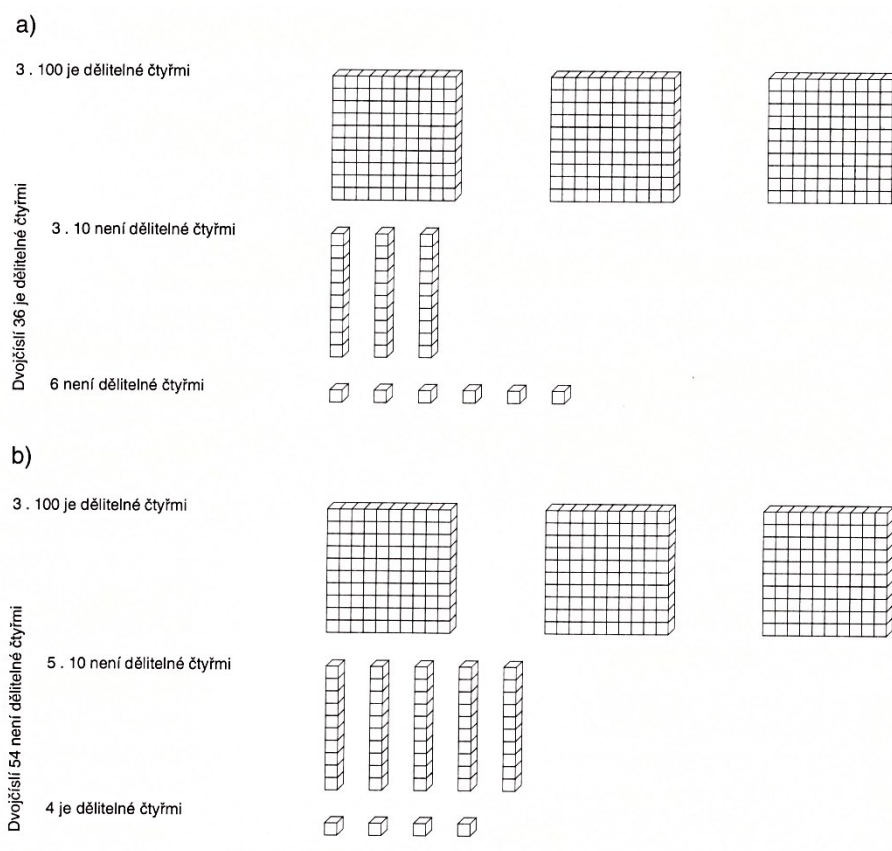 a)
3 . 100 je dělitelné čtyřmi
Dvojčíslí 36 je dělitelné čtyřmi
3 . 10 není dělitelné čtyřmi
6 není dělitelné čtyřmi
b)
3 . 100 je dělitelné čtyřmi
Dvojčíslí 54 není dělitelné čtyřmi
5 . 10 není dělitelné čtyřmi
4 je dělitelné čtyřmi